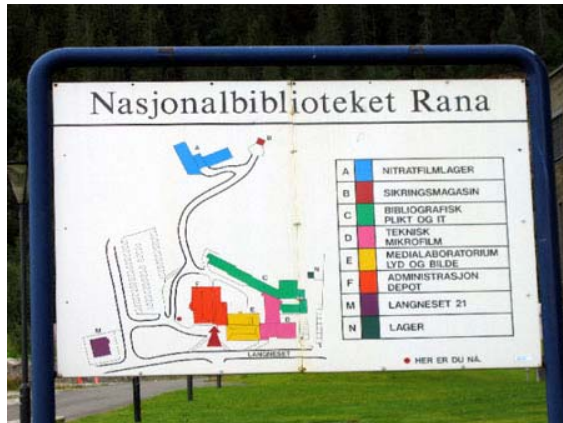 Nasjonalbiblioteket Rana
A NITRATFILMLAGER
B SIKRINGSMAGASIN
C BIBLIOGRAFISK
PLIKT OG IT
D TEKNISK
MIKROFILM
E MEDIALABORATORIUM
LYD OG BILDE
F ADMINISTRASJON
DEPOT
M LANGNESET 21
N LAGER
HER ER DU NÅ.
A
B
C
N
F
E
D
M
LANGNESET